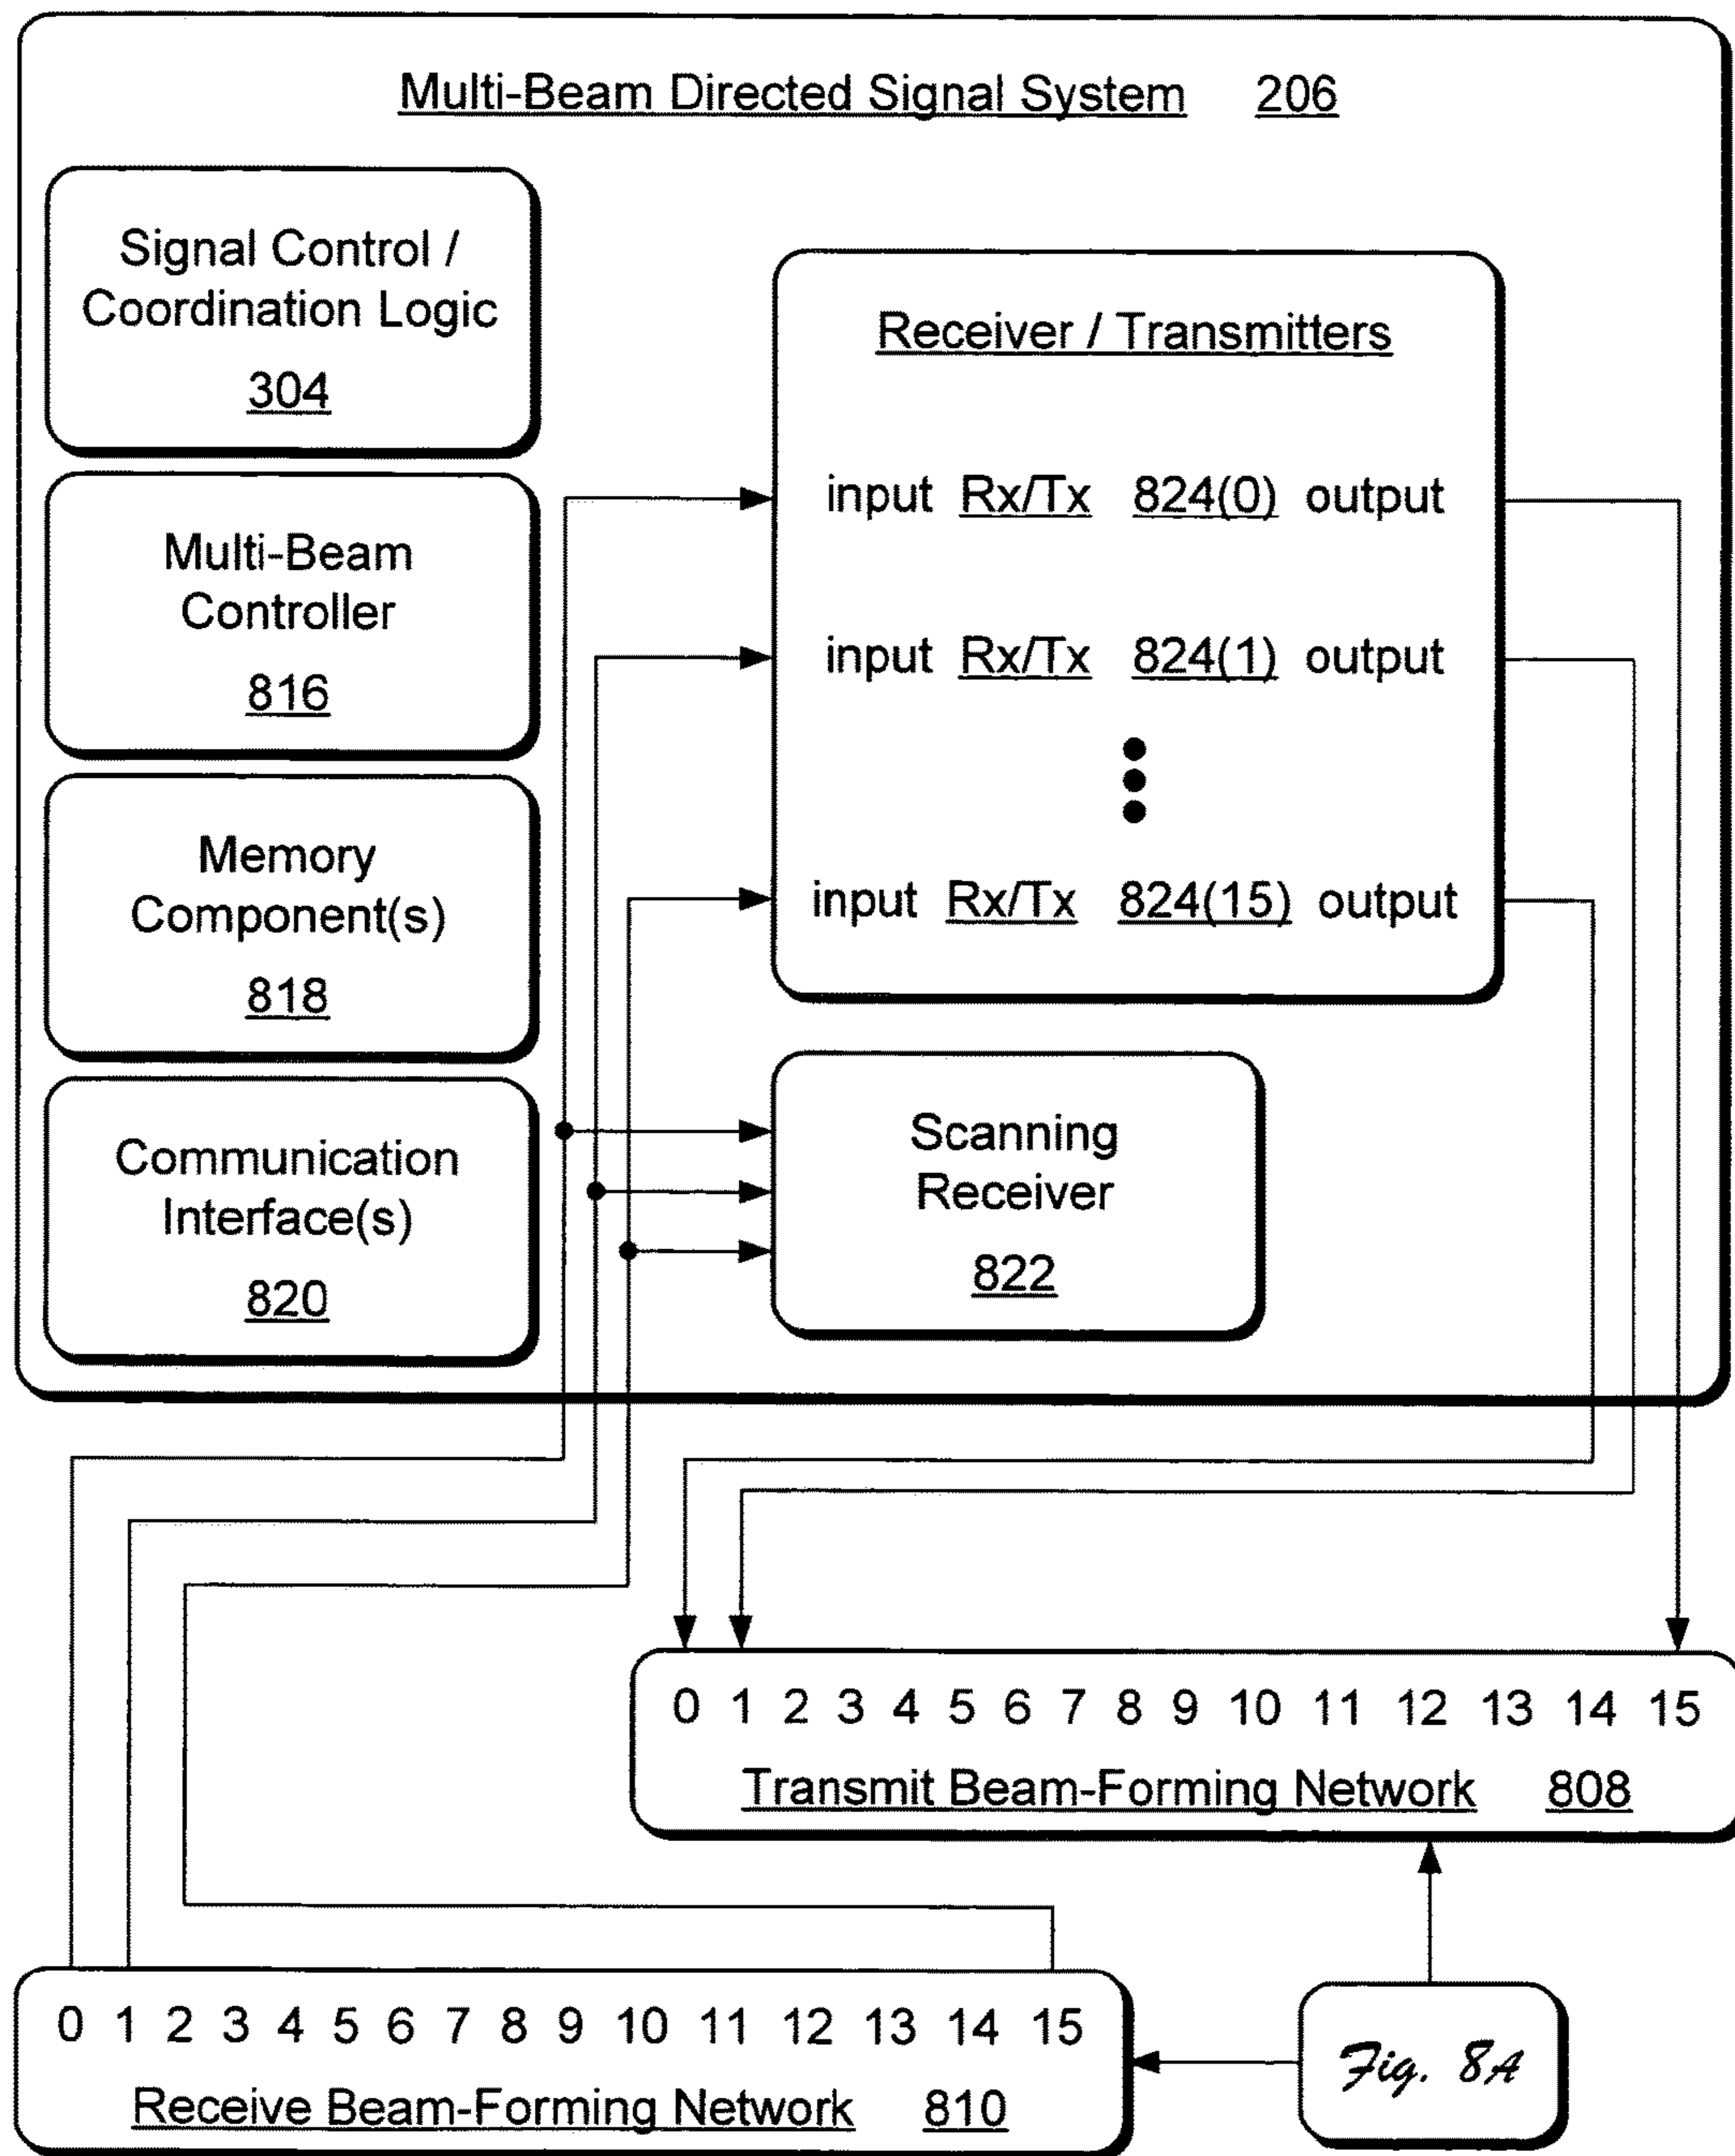 Multi-Beam Directed Signal System 206
Signal Control /
Coordination Logic
304
Multi-Beam
Controller
816
Memory
Component(s)
818
Communication
Interface(s)
820
Receiver / Transmitters
input Rx/Tx 824(0) output
input Rx/Tx 824(1) output
input Rx/Tx 824(15) output
Scanning
Receiver
822
0 1 2 3 4 5 6 7 8 9 10 11 12 13 14 15
Transmit Beam-Forming Network 808
0 1 2 3 4 5 6 7 8 9 10 11 12 13 14 15
Receive Beam-Forming Network 810
Fig. 8A